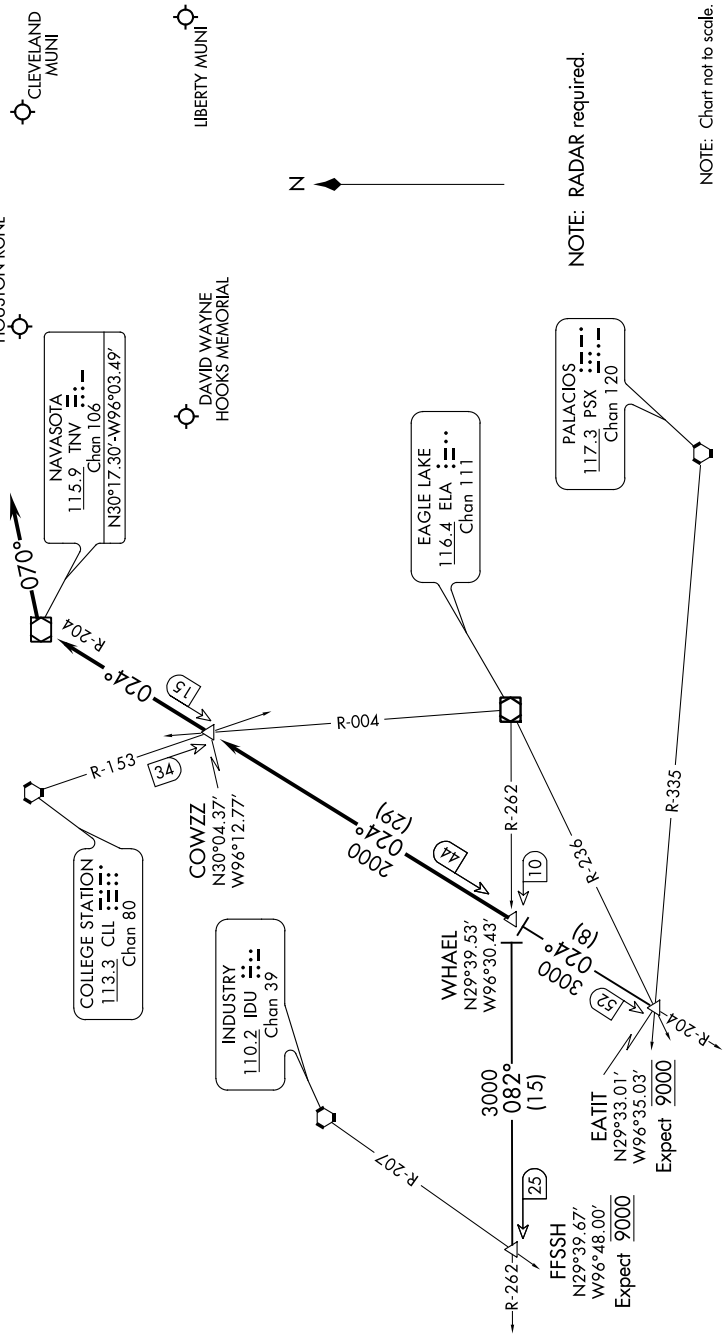 CLEVELAND
MUNI
LIBERTY MUNI
DAVID WAYNE
HOOKS MEMORIAL
N
NOTE: RADAR required.
NOTE: Chart not to scale.
NAVASOTA
115.9 TNV
Chan 106
N30°17.30'-W96°03.49'
070°
R-204
024°
15
COLLEGE STATION
113.3 CLL
Chan 80
R-153
34
COWZZ
N30°04.37'
W96°12.77'
R-004
INDUSTRY
110.2 IDU
Chan 39
R-207
EAGLE LAKE
116.4 ELA
Chan 111
2000
024°
(29)
44
R-262
10
WHAEL
N29°39.53'
W96°30.43'
R-236
PALACIOS
117.3 PSX
Chan 120
R-335
3000
082°
(15)
3000
024°
(8)
52
25
R-262
FFSSH
N29°39.67'
W96°48.00'
Expect 9000
EATIT
N29°33.01'
W96°35.03'
Expect 9000
R-204